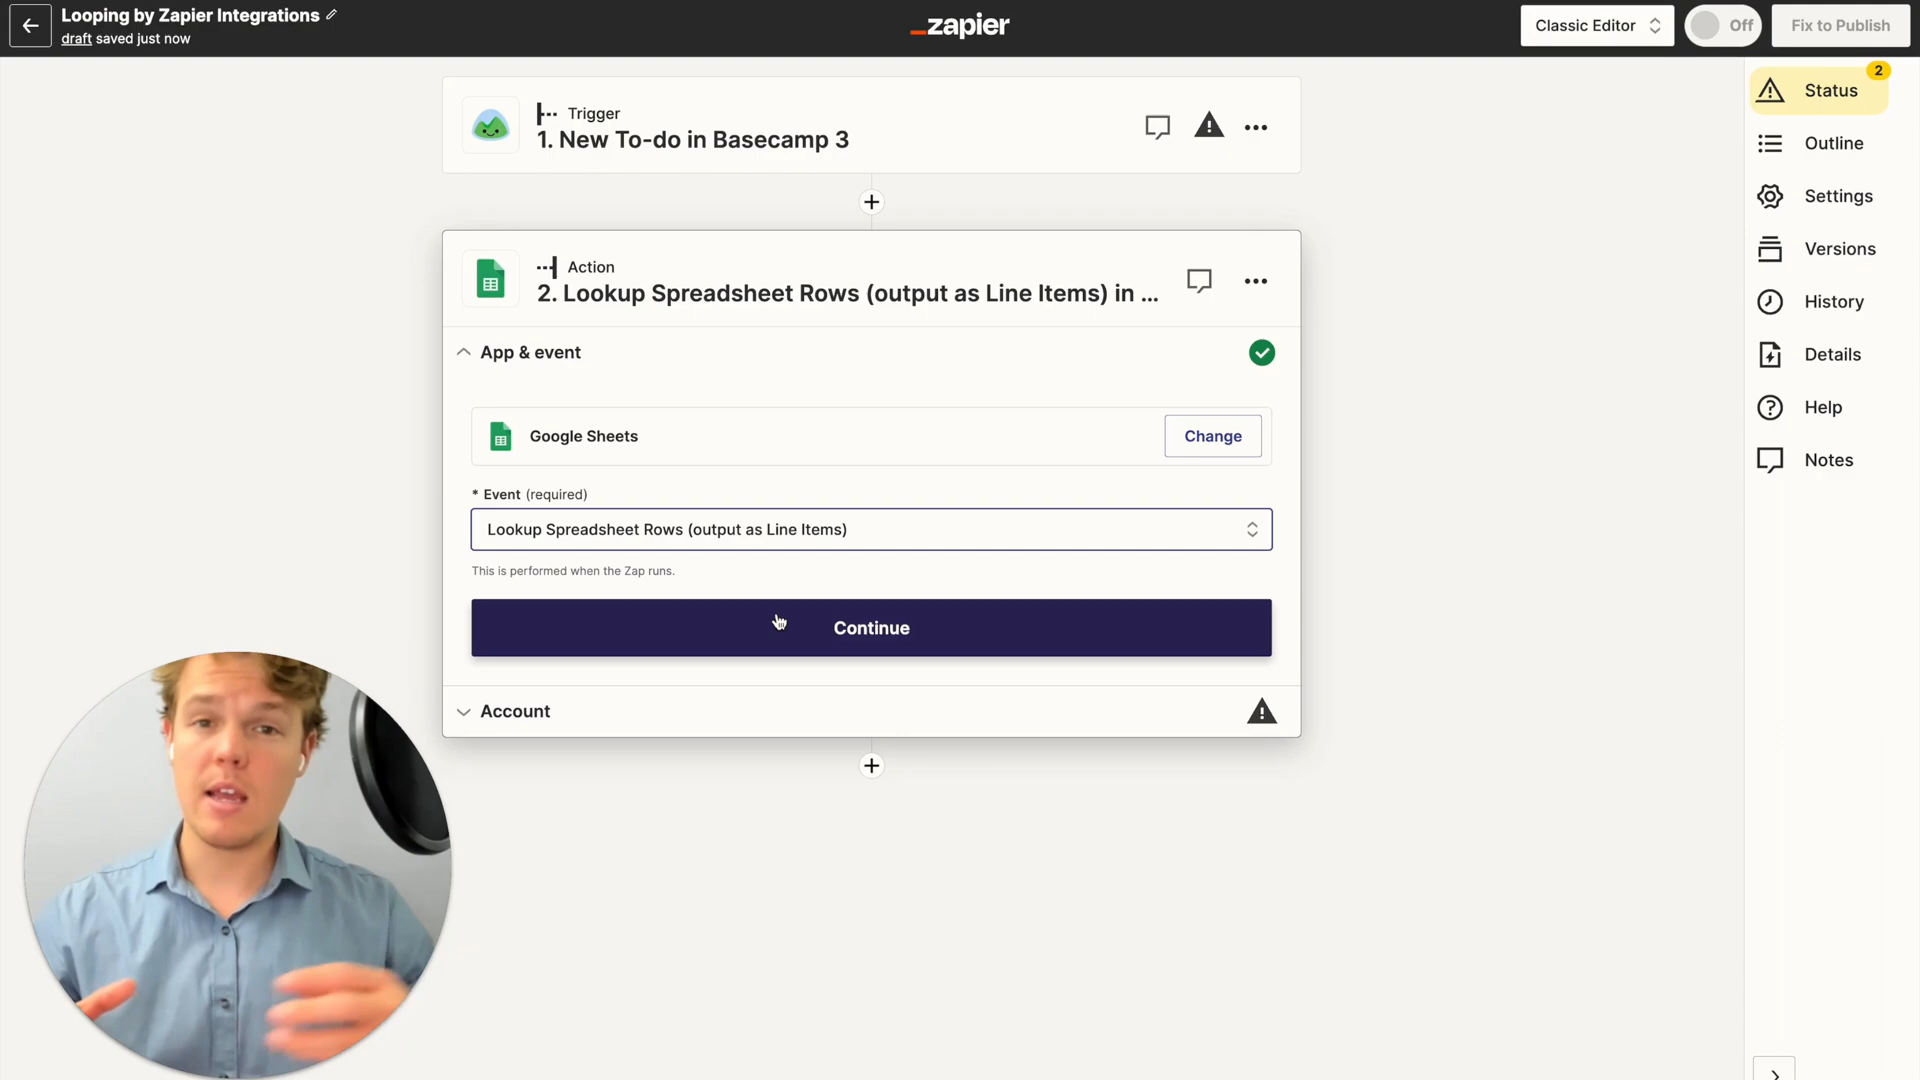 Looping by Zapier Integrations
draft saved just now
_zapier
Classic Editor
Off
Fix to Publish
Trigger
1. New To-do in Basecamp 3
Action
2. Lookup Spreadsheet Rows (output as Line Items) in ...
App & event
Google Sheets
Change
* Event (required)
Lookup Spreadsheet Rows (output as Line Items)
This is performed when the Zap runs.
Continue
Account
2
Status
Outline
Settings
Versions
History
Details
Help
Notes